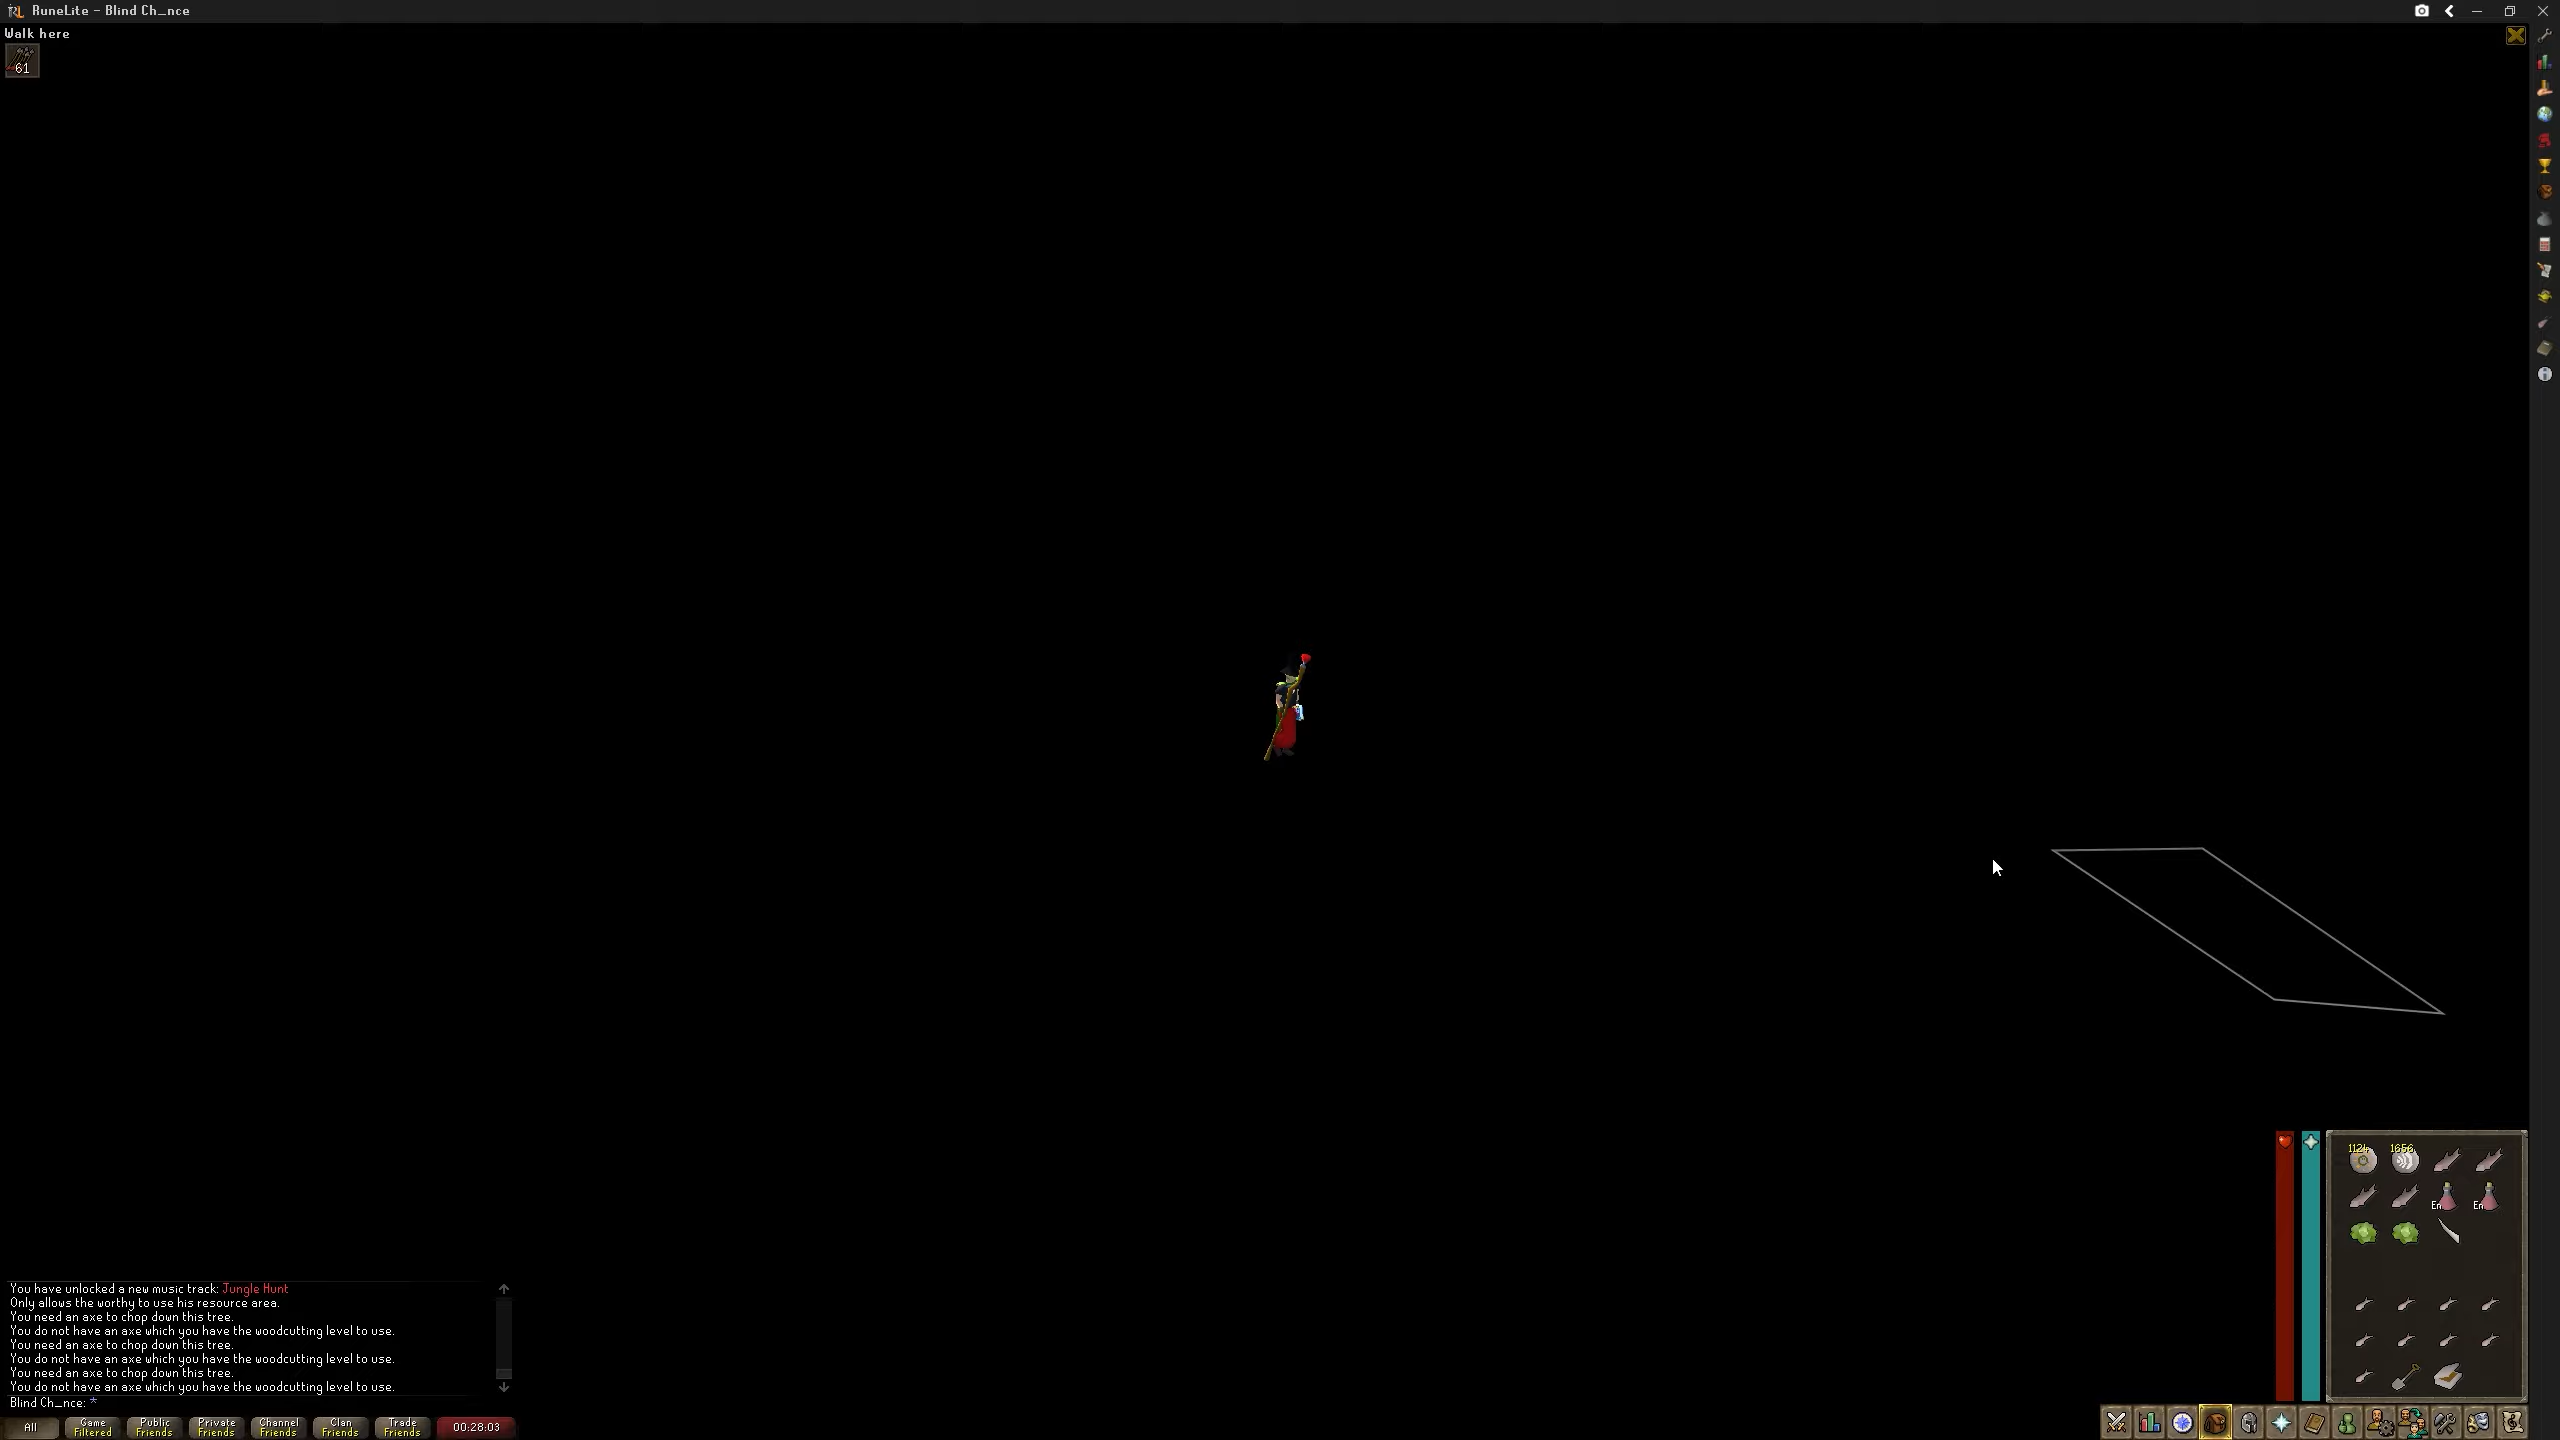 RuneLite - Blind Ch_nce
Walk here
61
1124 1656
En En
You have unlocked a new music track: Jungle Hunt
Only allows the worthy to use his resource area.
You need an axe to chop down this tree.
You do not have an axe which you have the woodcutting level to use.
You need an axe to chop down this tree.
You do not have an axe which you have the woodcutting level to use.
You need an axe to chop down this tree.
You do not have an axe which you have the woodcutting level to use.
Blind Ch_nce: *
All Game Public Private Channel Clan Trade 00:28:03
Filtered Friends Friends Friends Friends Friends